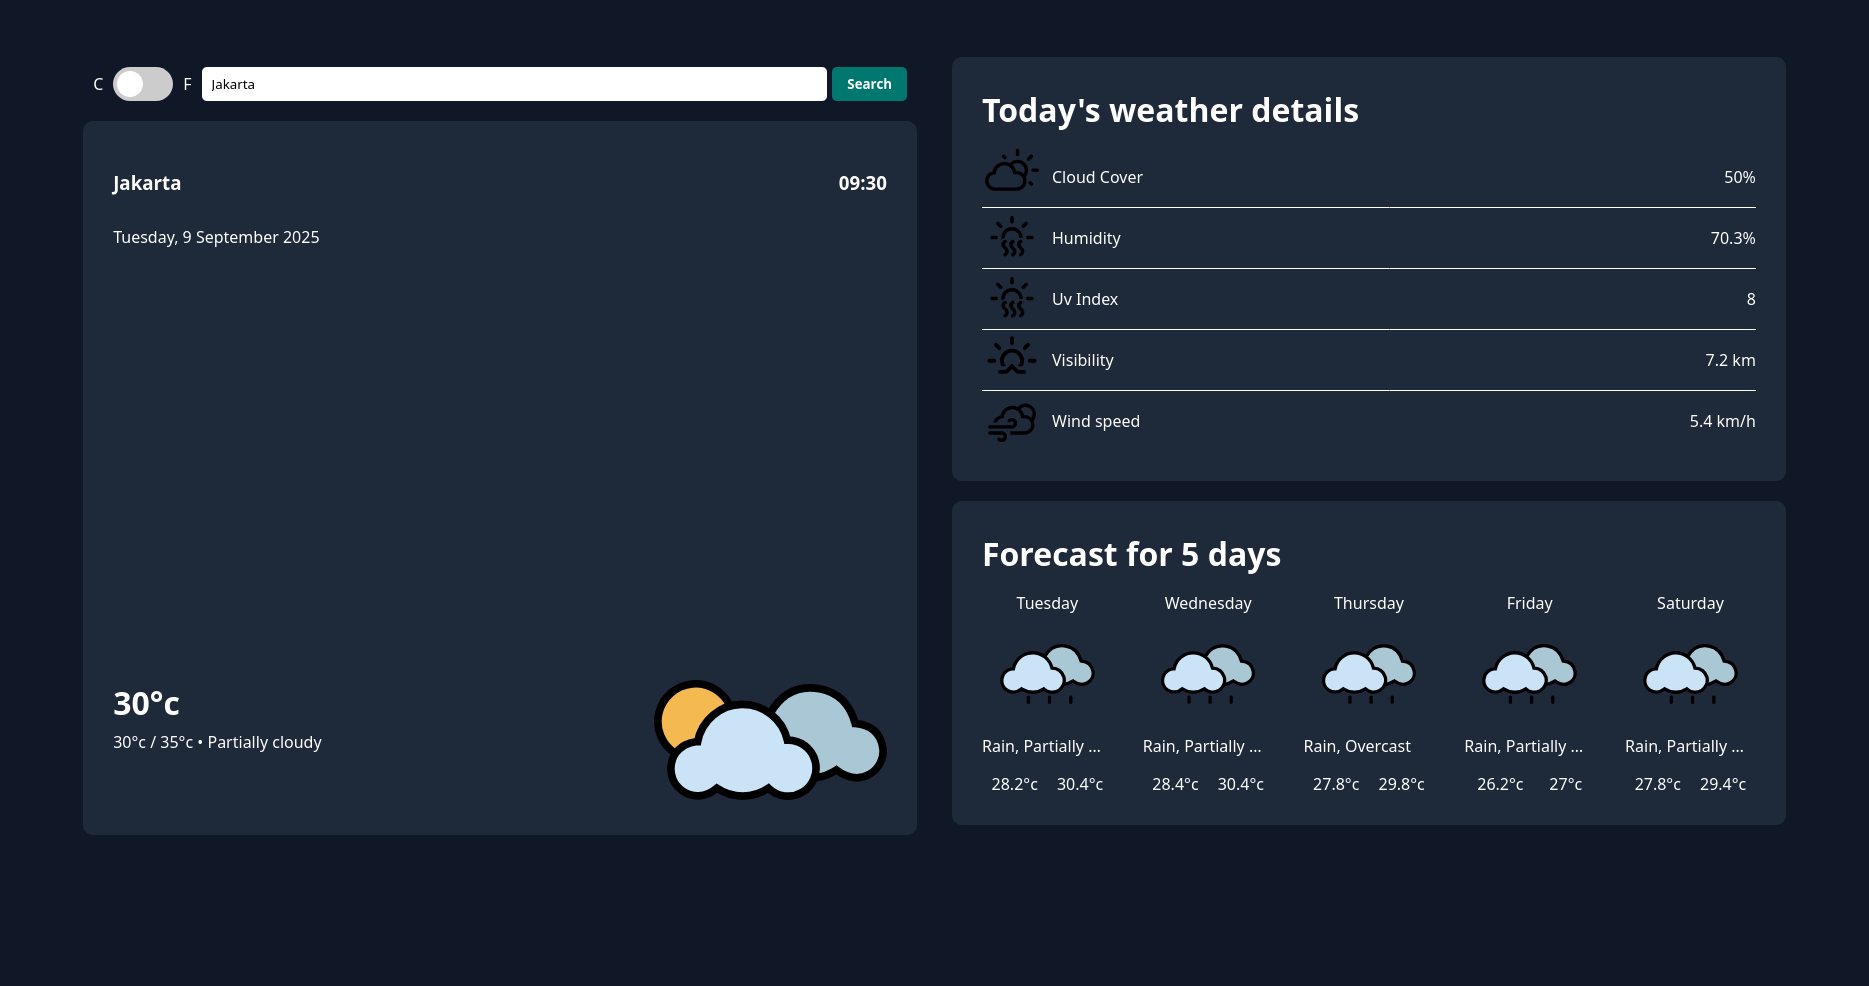 C F Jakarta Search
Jakarta 09:30
Tuesday, 9 September 2025
30°c
30°c / 35°c • Partially cloudy
Today's weather details
Cloud Cover 50%
Humidity 70.3%
Uv Index 8
Visibility 7.2 km
Wind speed 5.4 km/h
Forecast for 5 days
Tuesday Wednesday Thursday Friday Saturday
Rain, Partially ... Rain, Partially ... Rain, Overcast Rain, Partially ... Rain, Partially ...
28.2°c 30.4°c 28.4°c 30.4°c 27.8°c 29.8°c 26.2°c 27°c 27.8°c 29.4°c